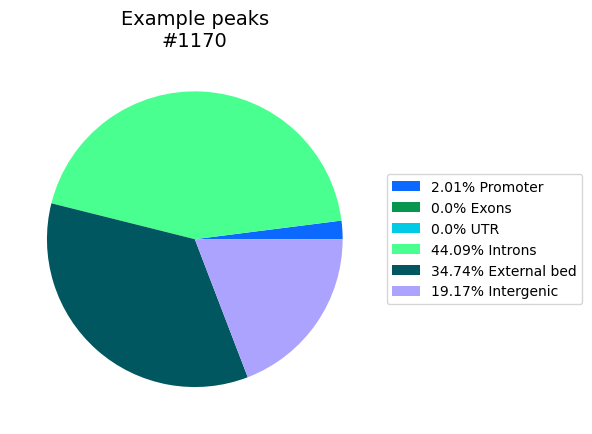 Example peaks
#1170
2.01% Promoter
0.0% Exons
0.0% UTR
44.09% Introns
34.74% External bed
19.17% Intergenic